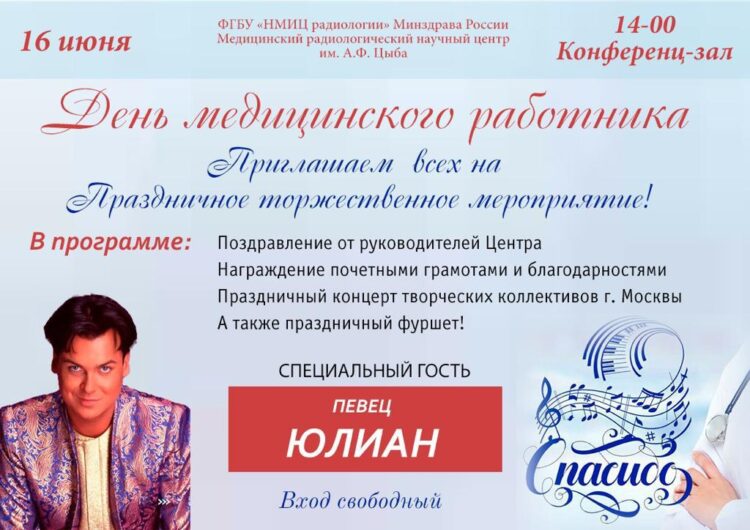 16 июня
ФГБУ «НМИЦ радиологии» Минздрава России
Медицинский радиологический научный центр
им. А.Ф. Цыба
14-00
Конференц-зал
День медицинского работника
Приглашаем всех на
Праздничное торжественное мероприятие!
В программе:
Поздравление от руководителей Центра
Награждение почетными грамотами и благодарностями
Праздничный концерт творческих коллективов г. Москвы
А также праздничный фуршет!
СПЕЦИАЛЬНЫЙ ГОСТЬ
ПЕВЕЦ
ЮЛИАН
Спасибо
Вход свободный